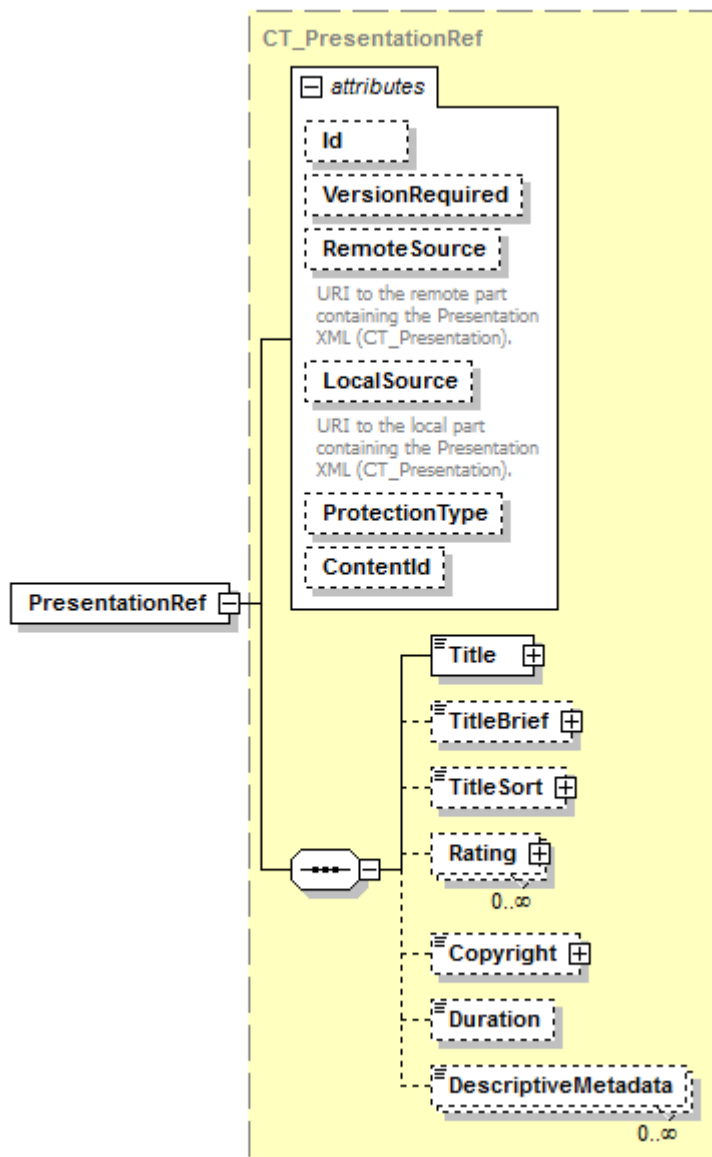 CT_PresentationRef
attributes
Id
VersionRequired
RemoteSource
URI to the remote part
containing the Presentation
XML (CT_Presentation).
LocalSource
URI to the local part
containing the Presentation
XML (CT_Presentation).
ProtectionType
ContentId
PresentationRef
Title
TitleBrief
TitleSort
Rating
0..∞
Copyright
Duration
DescriptiveMetadata
0..∞